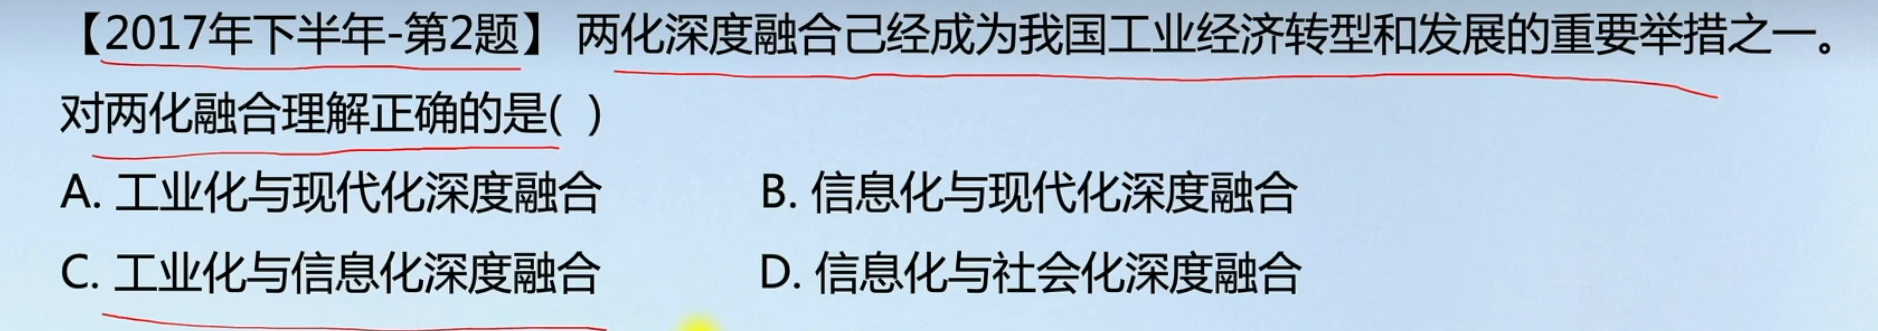 【2017年下半年-第2题】 两化深度融合己经成为我国工业经济转型和发展的重要举措之一。
对两化融合理解正确的是( )
A. 工业化与现代化深度融合 B. 信息化与现代化深度融合
C. 工业化与信息化深度融合 D. 信息化与社会化深度融合